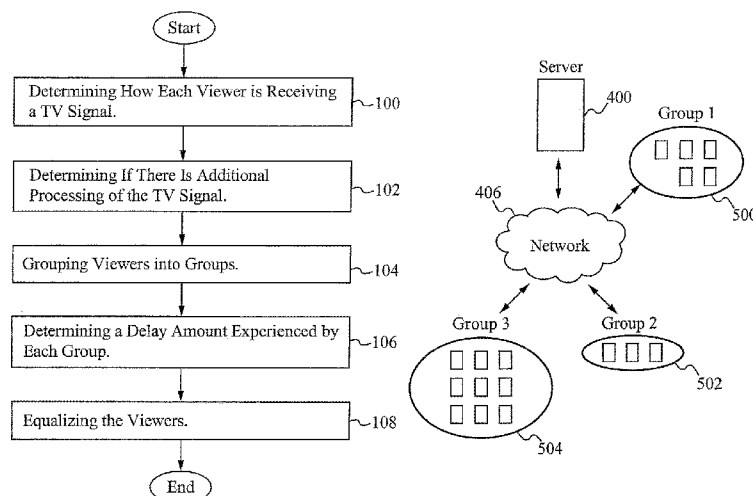 Start
Determining How Each Viewer is Receiving
a TV Signal.
100
Determining If There Is Additional
Processing of the TV Signal.
102
Grouping Viewers into Groups.
104
Determining a Delay Amount Experienced by
Each Group.
106
Equalizing the Viewers.
108
End
Server
400
Group 1
500
406
Network
Group 3
504
Group 2
502